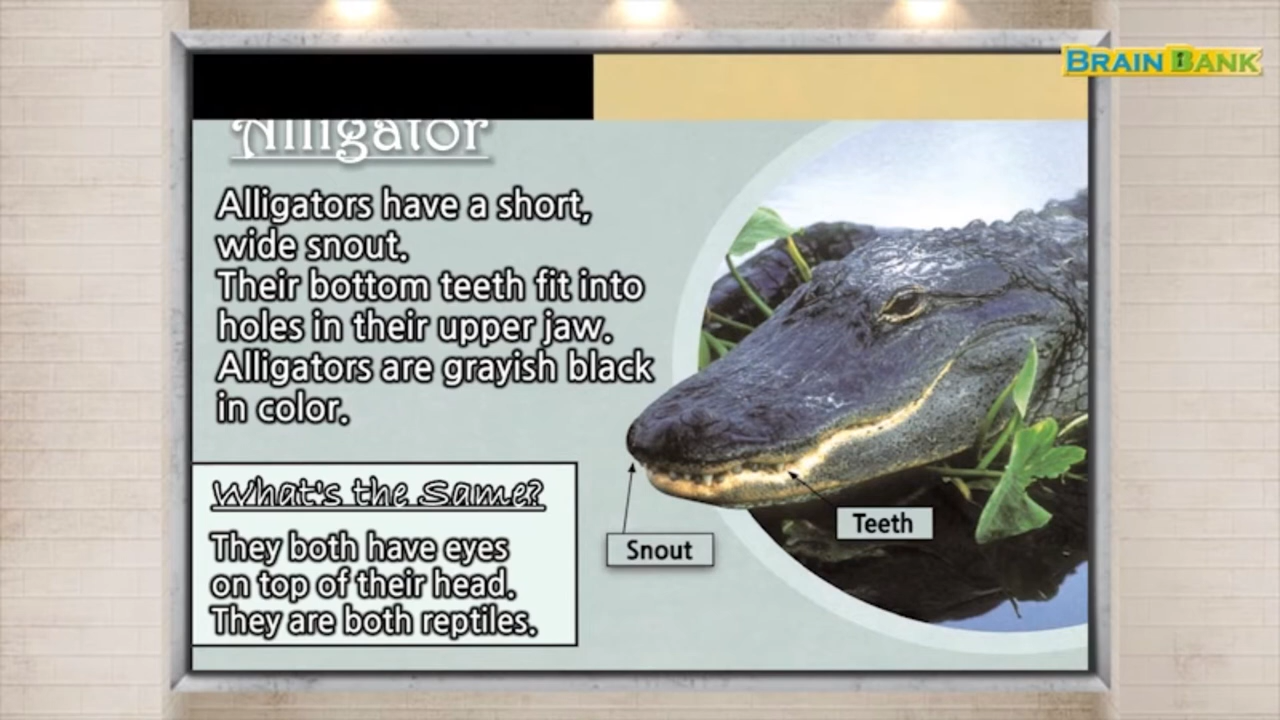 BRAIN BANK
Alligator
Alligators have a short,
wide snout.
Their bottom teeth fit into
holes in their upper jaw.
Alligators are grayish black
in color.
What's the Same?
They both have eyes
on top of their head.
They are both reptiles.
Snout
Teeth